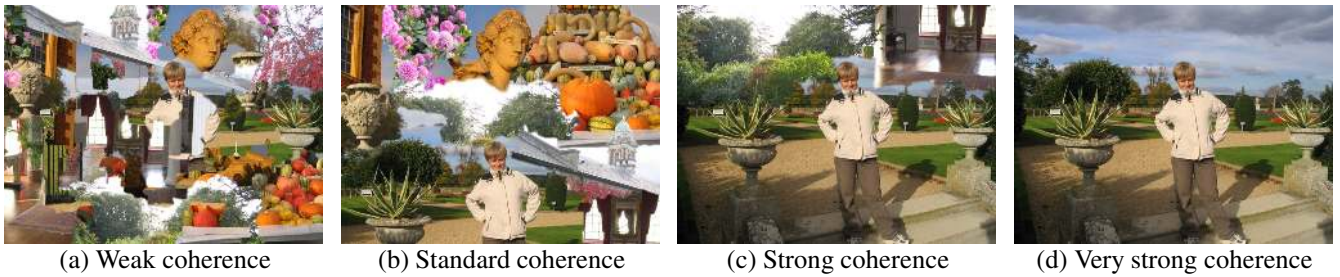 (a) Weak coherence
(b) Standard coherence
(c) Strong coherence
(d) Very strong coherence